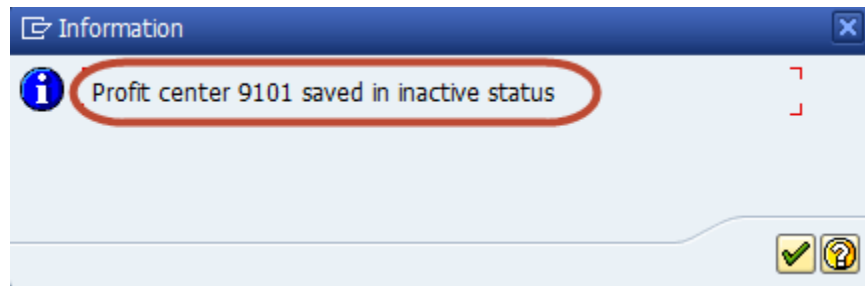 Information
Profit center 9101 saved in inactive status